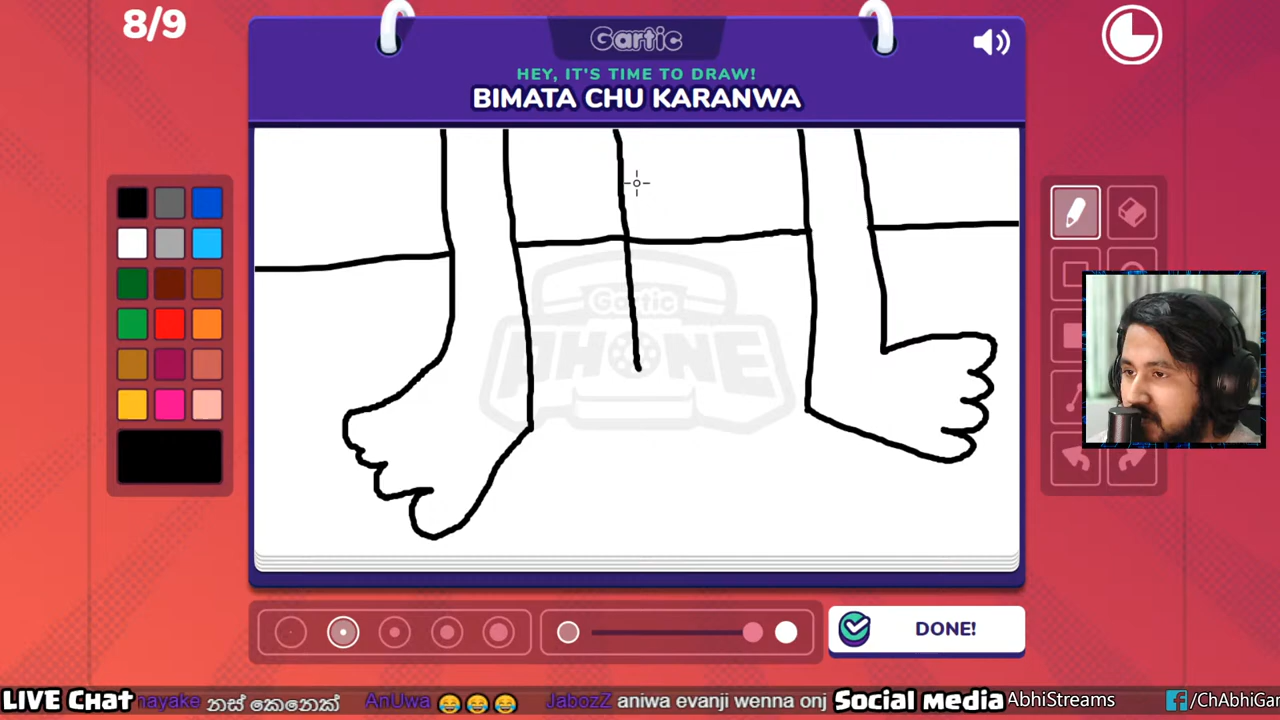 8/9
Gartic
HEY, IT'S TIME TO DRAW!
BIMATA CHU KARANWA
Gartic
PHONE
DONE!
LIVE Chat nayake නස් කෙනෙක් AnUwa 😂😂😂 JabozZ aniwa evanji wenna onj Social media AbhiStreams /ChAbhiGa